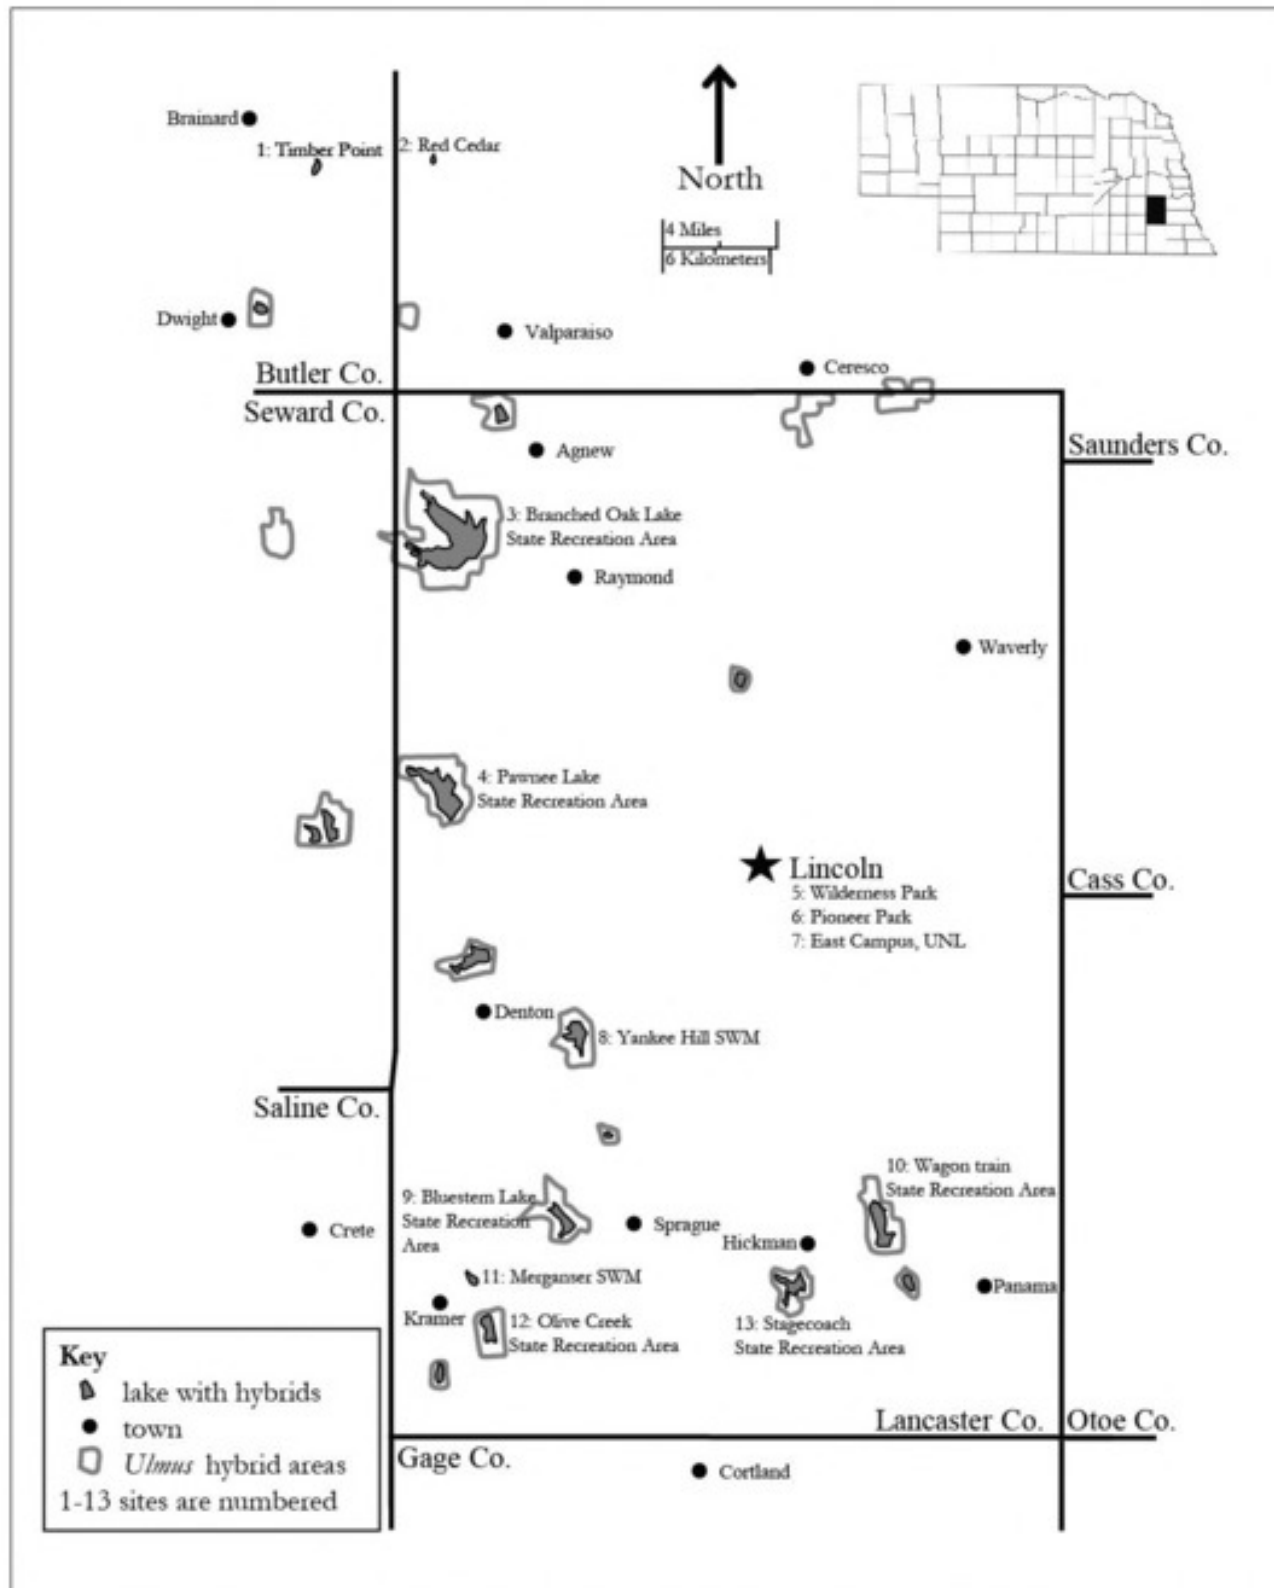 Brainard
1: Timber Point
2: Red Cedar
North
4 Miles
6 Kilometers
Dwight
Valparaiso
Ceresco
Butler Co.
Seward Co.
Saunders Co.
Agnew
3: Branched Oak Lake
State Recreation Area
Raymond
Waverly
4: Pawnee Lake
State Recreation Area
Lincoln
5: Wilderness Park
6: Pioneer Park
7: East Campus, UNL
Cass Co.
Denton
8: Yankee Hill SWM
Saline Co.
10: Wagon train
State Recreation Area
9: Bluestem Lake
State Recreation
Area
Crete
Sprague
Hickman
11: Merganser SWM
Panama
Kramer
12: Olive Creek
State Recreation Area
13: Stagecoach
State Recreation Area
Key
lake with hybrids
town
Ulmus hybrid areas
1-13 sites are numbered
Lancaster Co.
Otoe Co.
Gage Co.
Cortland